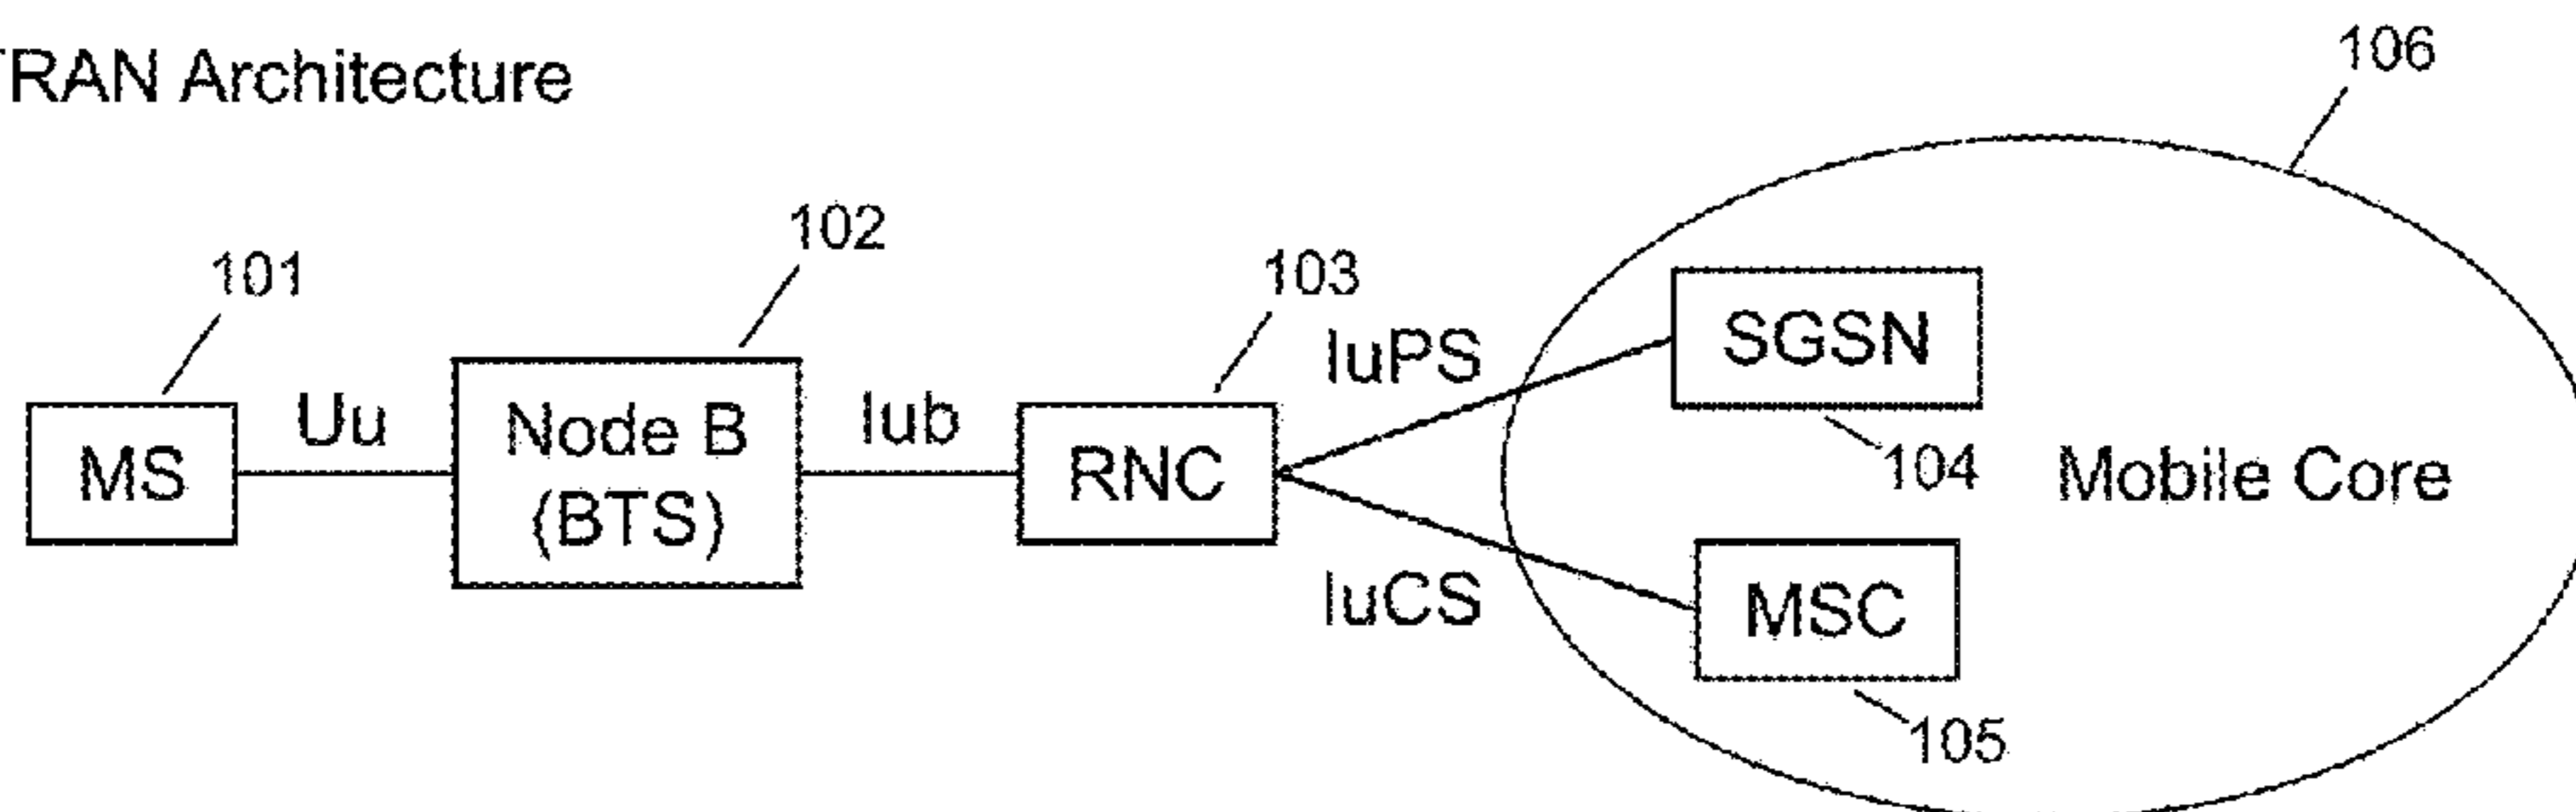 TRAN Architecture
106
102
101
103
IuPS
SGSN
Uu
Node B
(BTS)
Iub
MS
RNC
104
Mobile Core
IuCS
MSC
105